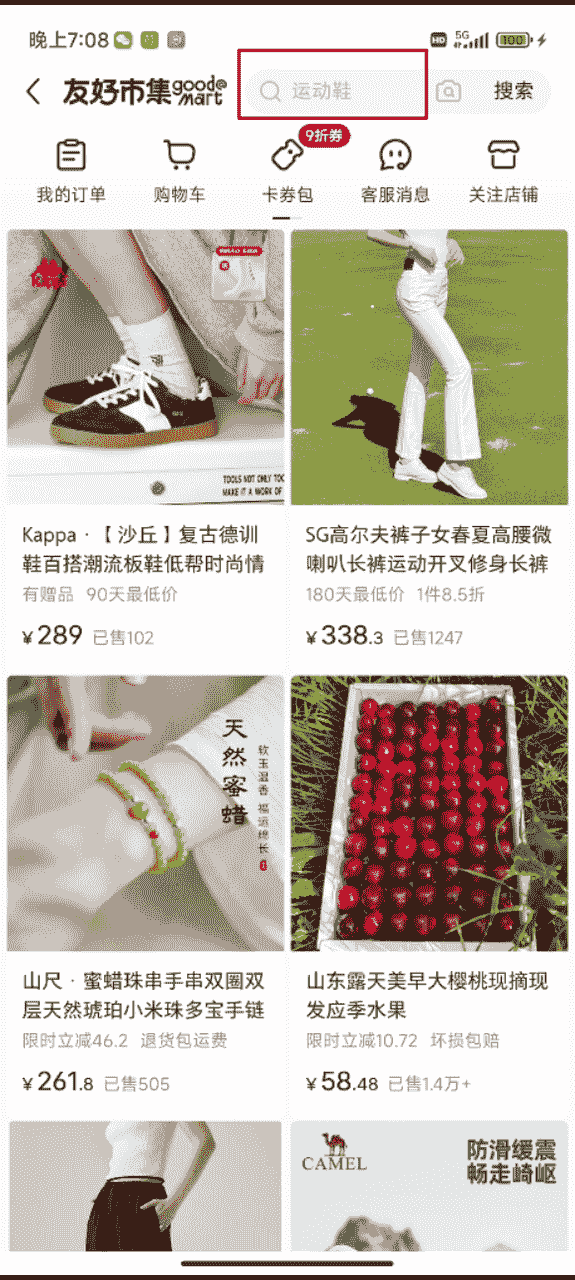 晚上7:08
HD 5G 100
友好市集 good@ mart
运动鞋
搜索
9折券
我的订单
购物车
卡券包
客服消息
关注店铺
Kappa
TOOLS NOT ONLY TO
MAKE IT A WORK OF
Kappa·【沙丘】复古德训
鞋百搭潮流板鞋低帮时尚情
有赠品 90天最低价
¥289 已售102
SG高尔夫裤子女春夏高腰微
喇叭长裤运动开叉修身长裤
180天最低价 1件8.5折
¥338.3 已售1247
天然蜜蜡
软玉温香 福运绵长
山尺·蜜蜡珠串手串双圈双
层天然琥珀小米珠多宝手链
限时立减46.2 退货包运费
¥261.8 已售505
山东露天美早大樱桃现摘现
发应季水果
限时立减10.72 坏损包赔
¥58.48 已售1.4万+
CAMEL
防滑缓震
畅走崎岖